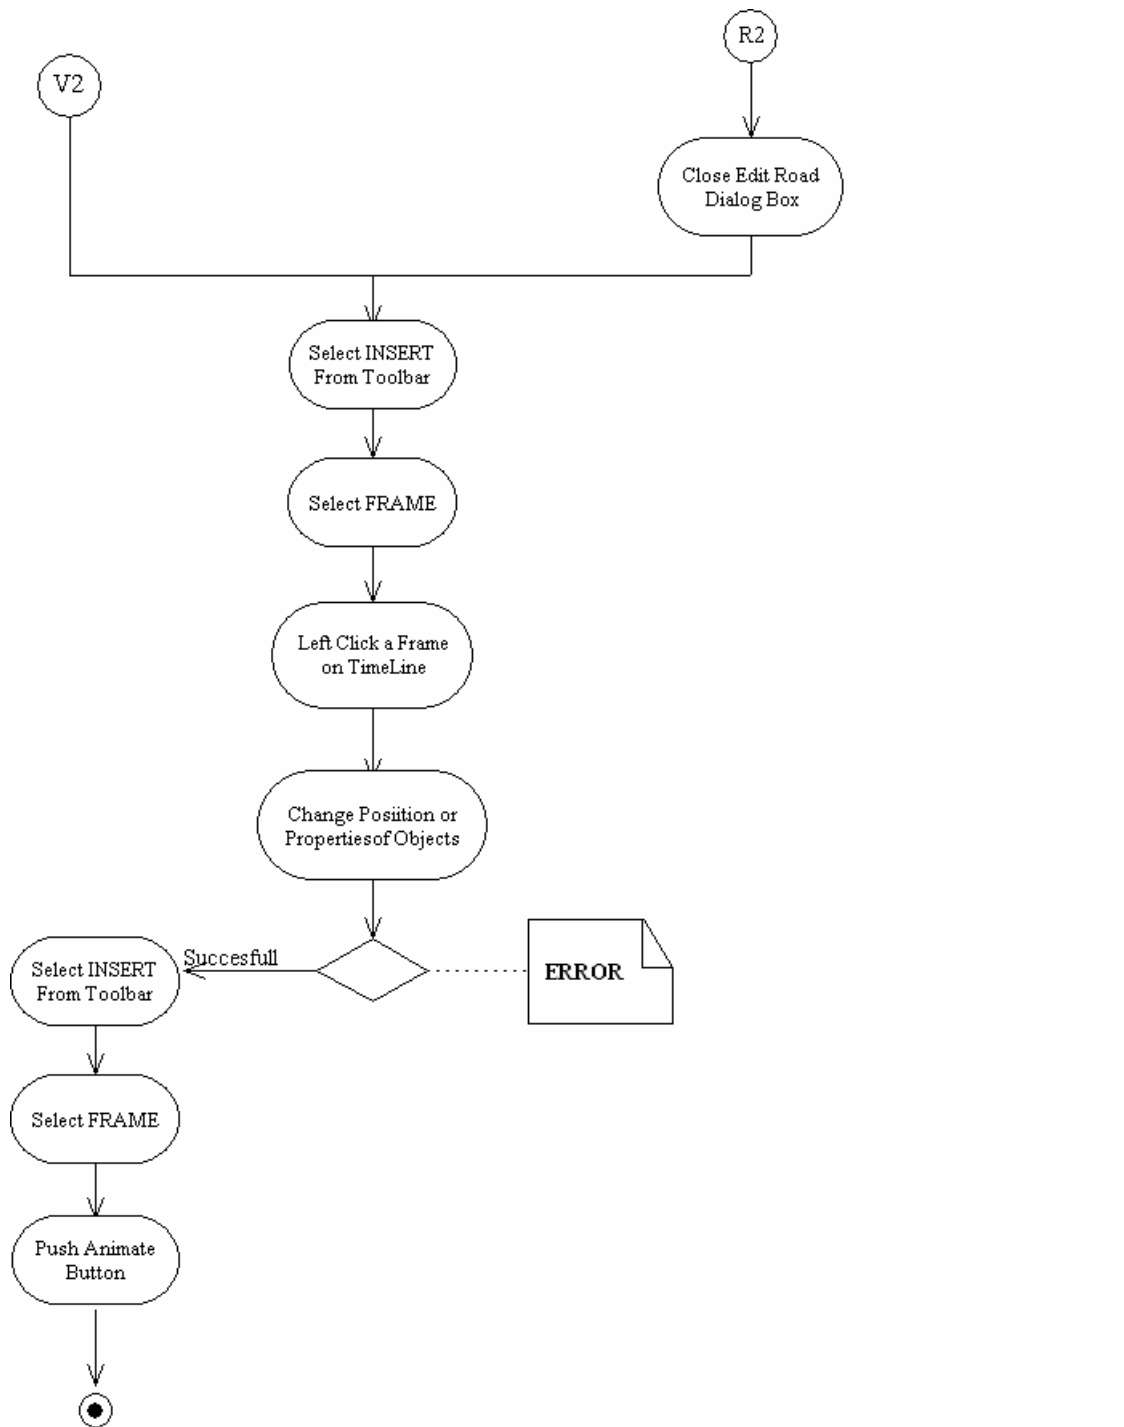 R2
V2
Close Edit Road
Dialog Box
Select INSERT
From Toolbar
Select FRAME
Left Click a Frame
on TimeLine
Change Posiition or
Propertiesof Objects
Succesfull
ERROR
Select INSERT
From Toolbar
Select FRAME
Push Animate
Button